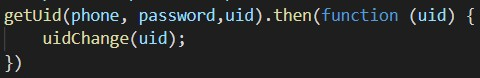 getUid(phone, password,uid).then(function (uid) {
    uidChange(uid);
})